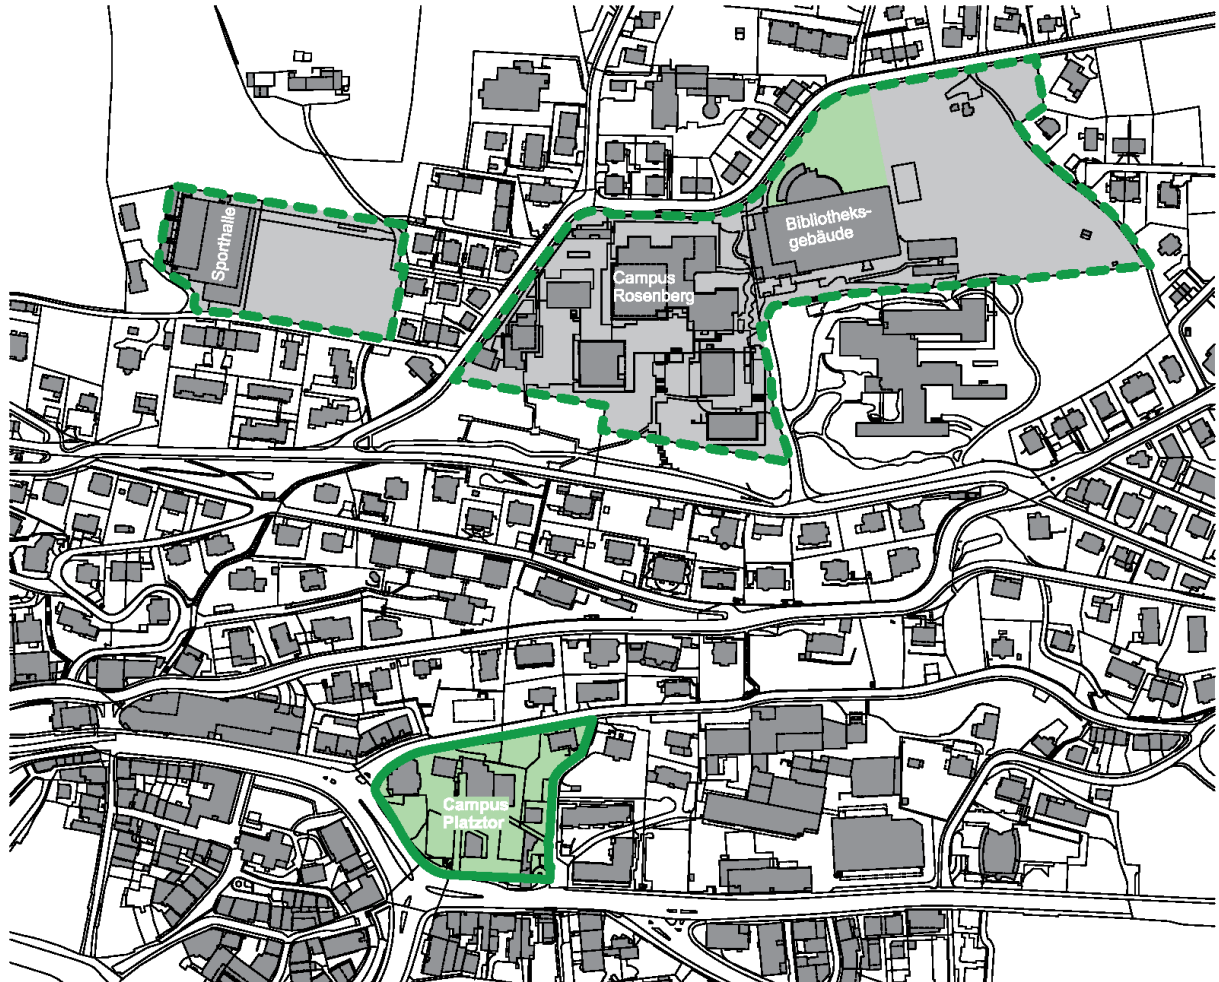 Sporthalle
Bibliotheks-
gebäude
Campus
Rosenberg
Campus
Platztor